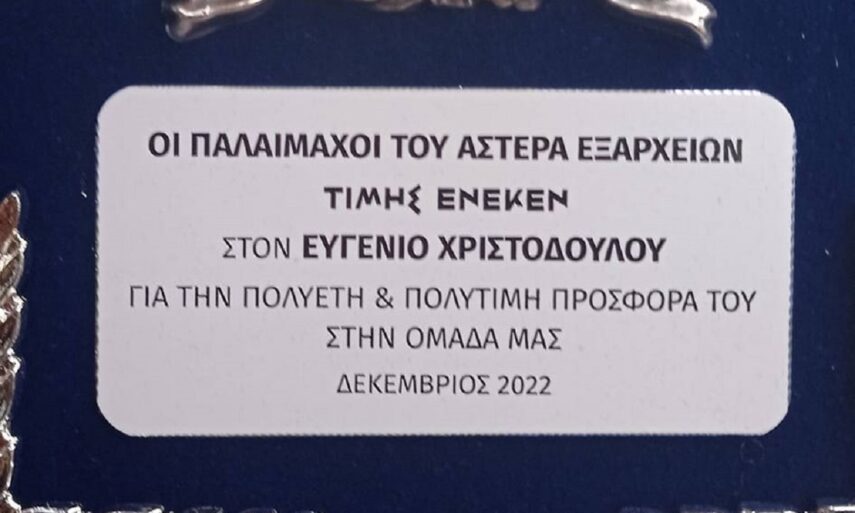 ΟΙ ΠΑΛΑΙΜΑΧΟΙ ΤΟΥ ΑΣΤΕΡΑ ΕΞΑΡΧΕΙΩΝ
ΤΙΜΗΣ ΕΝΕΚΕΝ
ΣΤΟΝ ΕΥΓΕΝΙΟ ΧΡΙΣΤΟΔΟΥΛΟΥ
ΓΙΑ ΤΗΝ ΠΟΛΥΕΤΗ & ΠΟΛΥΤΙΜΗ ΠΡΟΣΦΟΡΑ ΤΟΥ
ΣΤΗΝ ΟΜΑΔΑ ΜΑΣ
ΔΕΚΕΜΒΡΙΟΣ 2022